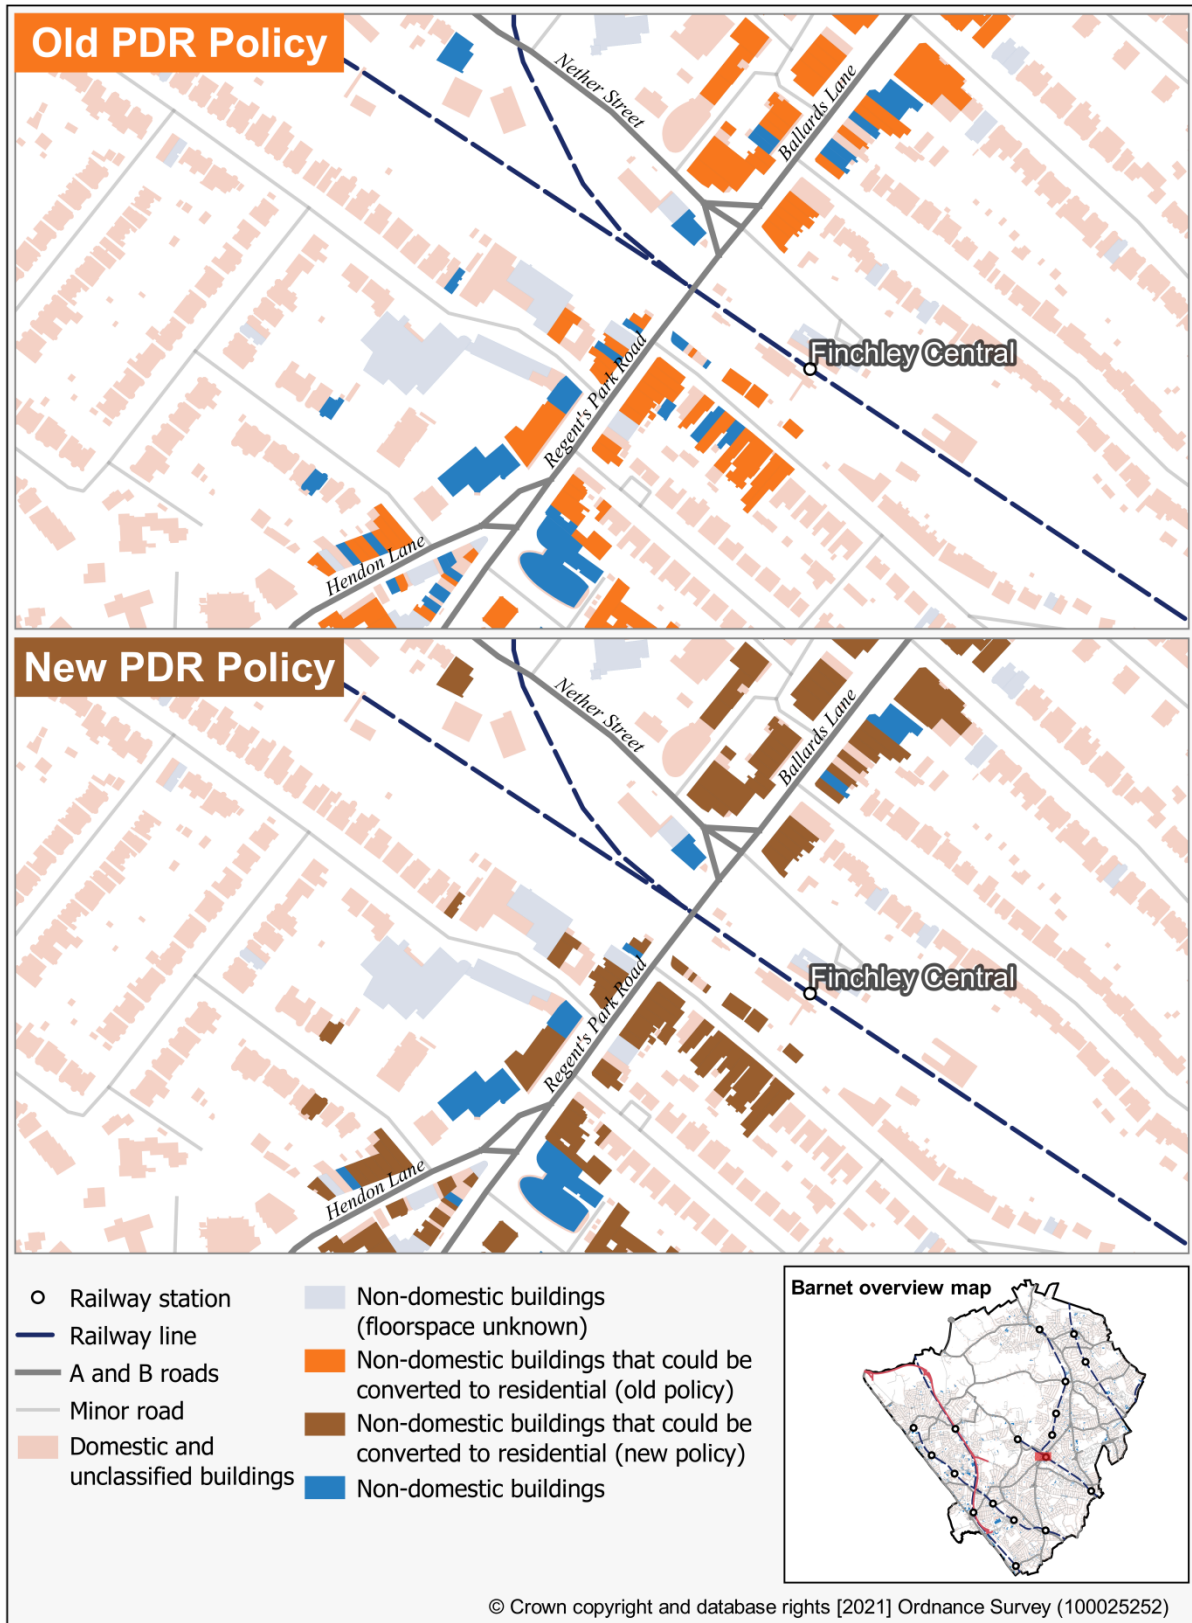 Old PDR Policy
Nether Street
Ballards Lane
Finchley Central
Regent's Park Road
Hendon Lane
New PDR Policy
Nether Street
Ballards Lane
Finchley Central
Regent's Park Road
Hendon Lane
Railway station
Railway line
A and B roads
Minor road
Domestic and
unclassified buildings
Non-domestic buildings
(floorspace unknown)
Non-domestic buildings that could be
converted to residential (old policy)
Non-domestic buildings that could be
converted to residential (new policy)
Non-domestic buildings
Barnet overview map
© Crown copyright and database rights [2021] Ordnance Survey (100025252)